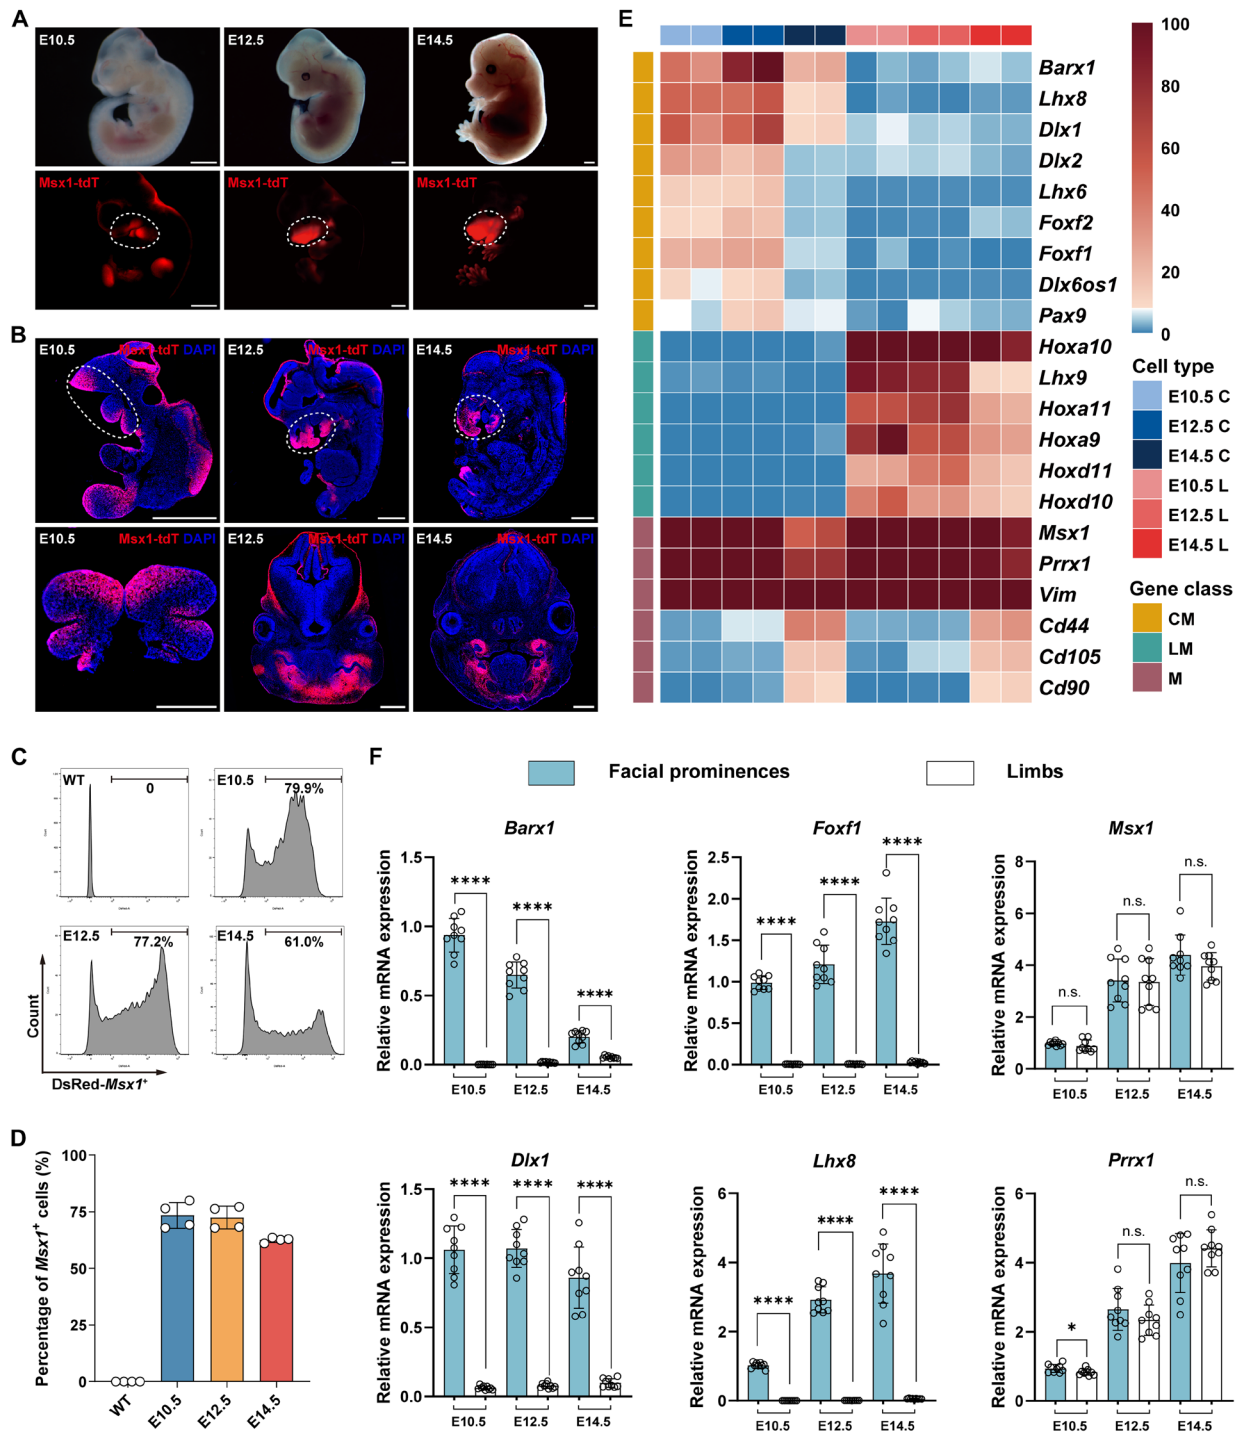 A
E10.5
E12.5
E14.5
Msx1-tdT
Msx1-tdT
Msx1-tdT
B
E10.5
Msx1-tdT DAPI
E12.5
Msx1-tdT DAPI
E14.5
Msx1-tdT DAPI
E10.5
Msx1-tdT DAPI
E12.5
Msx1-tdT DAPI
E14.5
Msx1-tdT DAPI
C
WT
0
E10.5
79.9%
E12.5
77.2%
E14.5
61.0%
Count
DsRed-Msx1+
D
Percentage of Msx1+ cells (%)
100
75
50
25
0
WT
E10.5
E12.5
E14.5
E
Barx1
Lhx8
Dlx1
Dlx2
Lhx6
Foxf2
Foxf1
Dlx6os1
Pax9
Hoxa10
Lhx9
Hoxa11
Hoxa9
Hoxd11
Hoxd10
Msx1
Prrx1
Vim
Cd44
Cd105
Cd90
100
80
60
40
20
0
Cell type
E10.5 C
E12.5 C
E14.5 C
E10.5 L
E12.5 L
E14.5 L
Gene class
CM
LM
M
F
Facial prominences
Limbs
Barx1
Relative mRNA expression
1.5
1.0
0.5
0.0
****
****
****
E10.5
E12.5
E14.5
Foxf1
Relative mRNA expression
2.5
2.0
1.5
1.0
0.5
0.0
****
****
****
E10.5
E12.5
E14.5
Msx1
Relative mRNA expression
8
6
4
2
0
n.s.
n.s.
n.s.
E10.5
E12.5
E14.5
Dlx1
Relative mRNA expression
1.5
1.0
0.5
0.0
****
****
****
E10.5
E12.5
E14.5
Lhx8
Relative mRNA expression
6
4
2
0
****
****
****
E10.5
E12.5
E14.5
Prrx1
Relative mRNA expression
6
4
2
0
*
n.s.
n.s.
E10.5
E12.5
E14.5